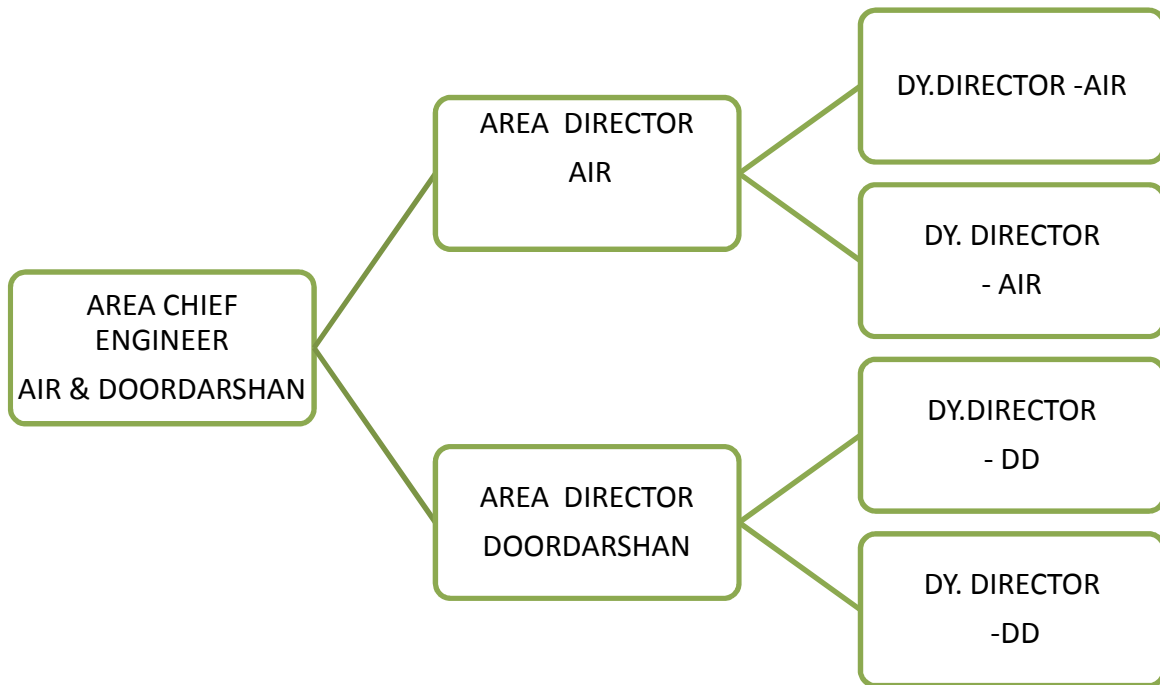 AREA CHIEF
ENGINEER
AIR & DOORDARSHAN
AREA  DIRECTOR
AIR
DY.DIRECTOR -AIR
DY. DIRECTOR
- AIR
AREA  DIRECTOR
DOORDARSHAN
DY.DIRECTOR
- DD
DY. DIRECTOR
-DD